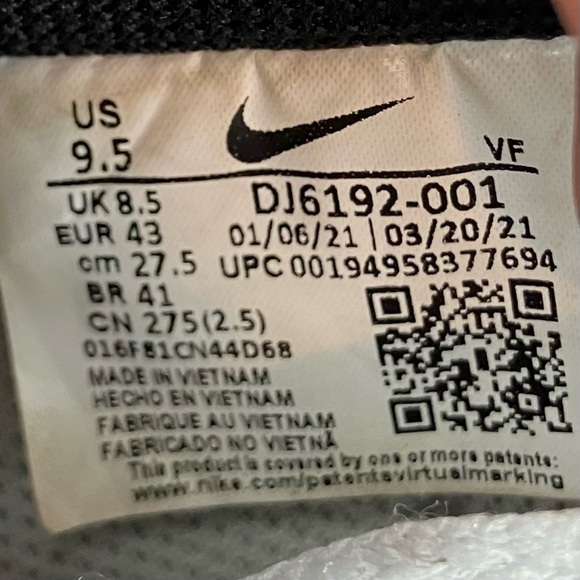 US
9.5
VF
UK 8.5
DJ6192-001
EUR 43
01/06/21 | 03/20/21
cm 27.5
UPC 00194958377694
BR 41
CN 275(2.5)
016F81CN44D68
MADE IN VIETNAM
HECHO EN VIETNAM
FABRIQUE AU VIETNAM
FABRICADO NO VIETNÃ
This product is covered by one or more patents:
www.nike.com/patentsvirtualmarking